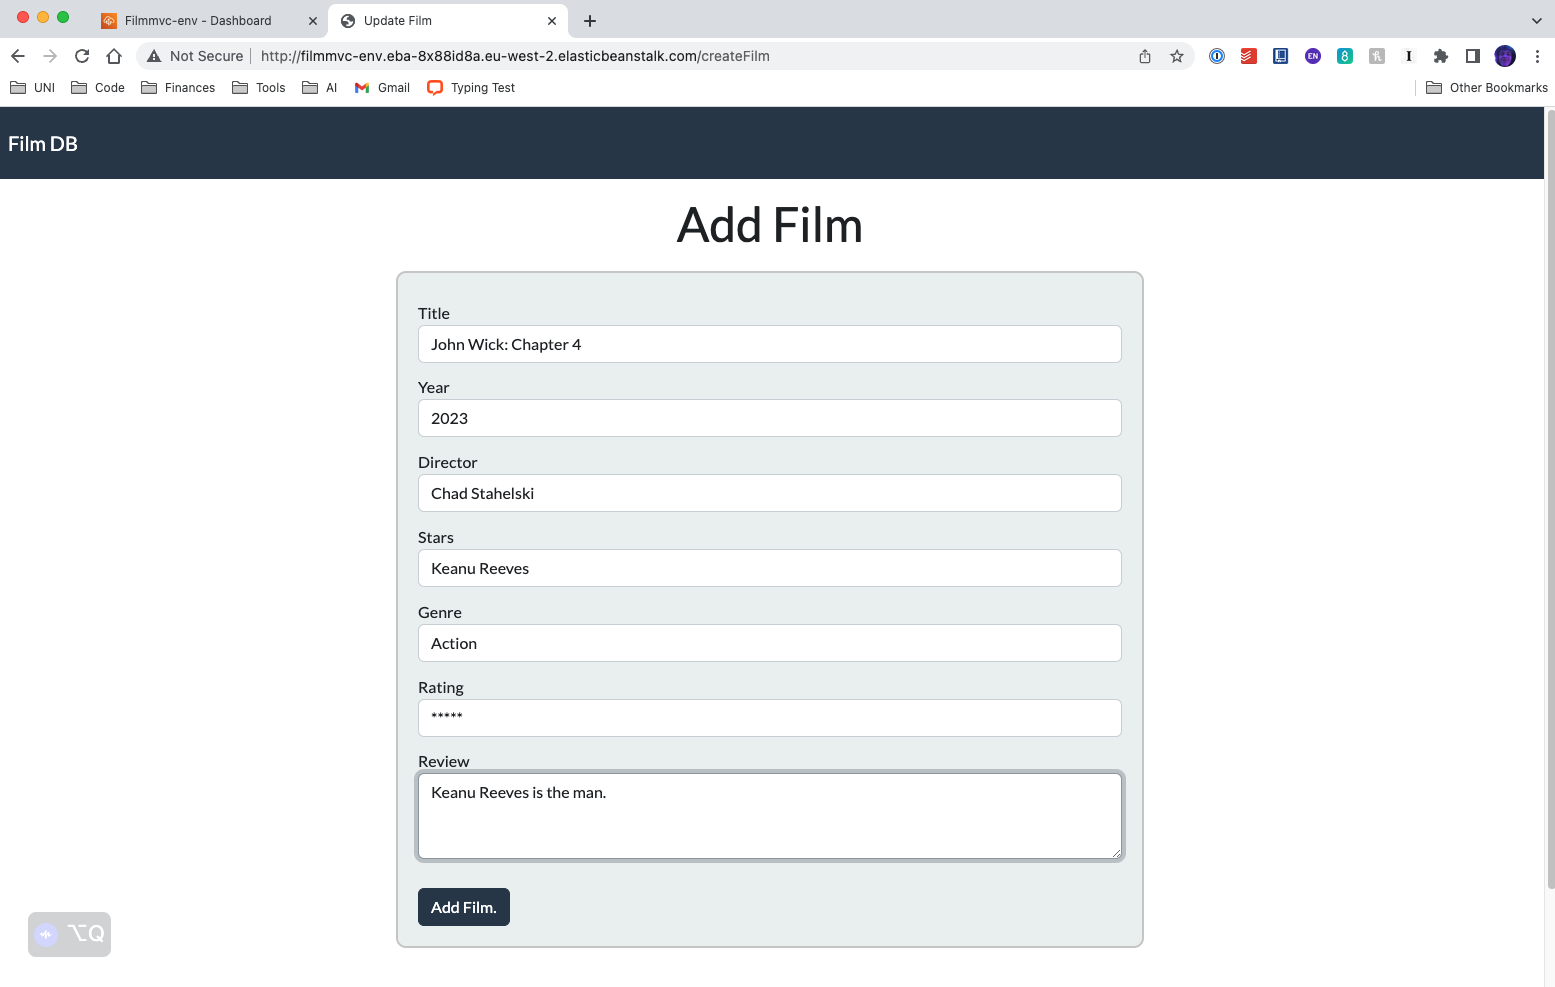 Filmmvc-env - Dashboard
Update Film
Not Secure
http://filmmvc-env.eba-8x88id8a.eu-west-2.elasticbeanstalk.com/createFilm
EN
8
I
UNI
Code
Finances
Tools
AI
Gmail
Typing Test
Other Bookmarks
Film DB
Add Film
Title
John Wick: Chapter 4
Year
2023
Director
Chad Stahelski
Stars
Keanu Reeves
Genre
Action
Rating
*****
Review
Keanu Reeves is the man.
Add Film.
⌥Q